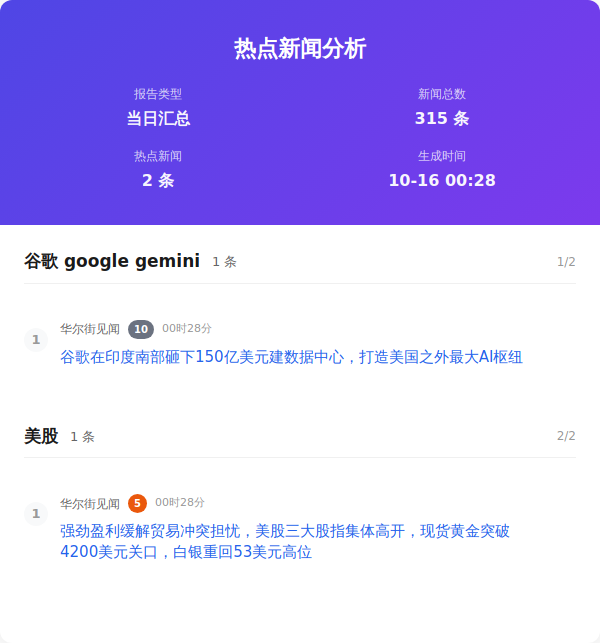 热点新闻分析
报告类型
新闻总数
当日汇总
315 条
热点新闻
生成时间
2 条
10-16 00:28
谷歌 google gemini 1 条 1/2
1 华尔街见闻 10 00时28分
谷歌在印度南部砸下150亿美元建数据中心，打造美国之外最大AI枢纽
美股 1 条 2/2
1 华尔街见闻 5 00时28分
强劲盈利缓解贸易冲突担忧，美股三大股指集体高开，现货黄金突破
4200美元关口，白银重回53美元高位